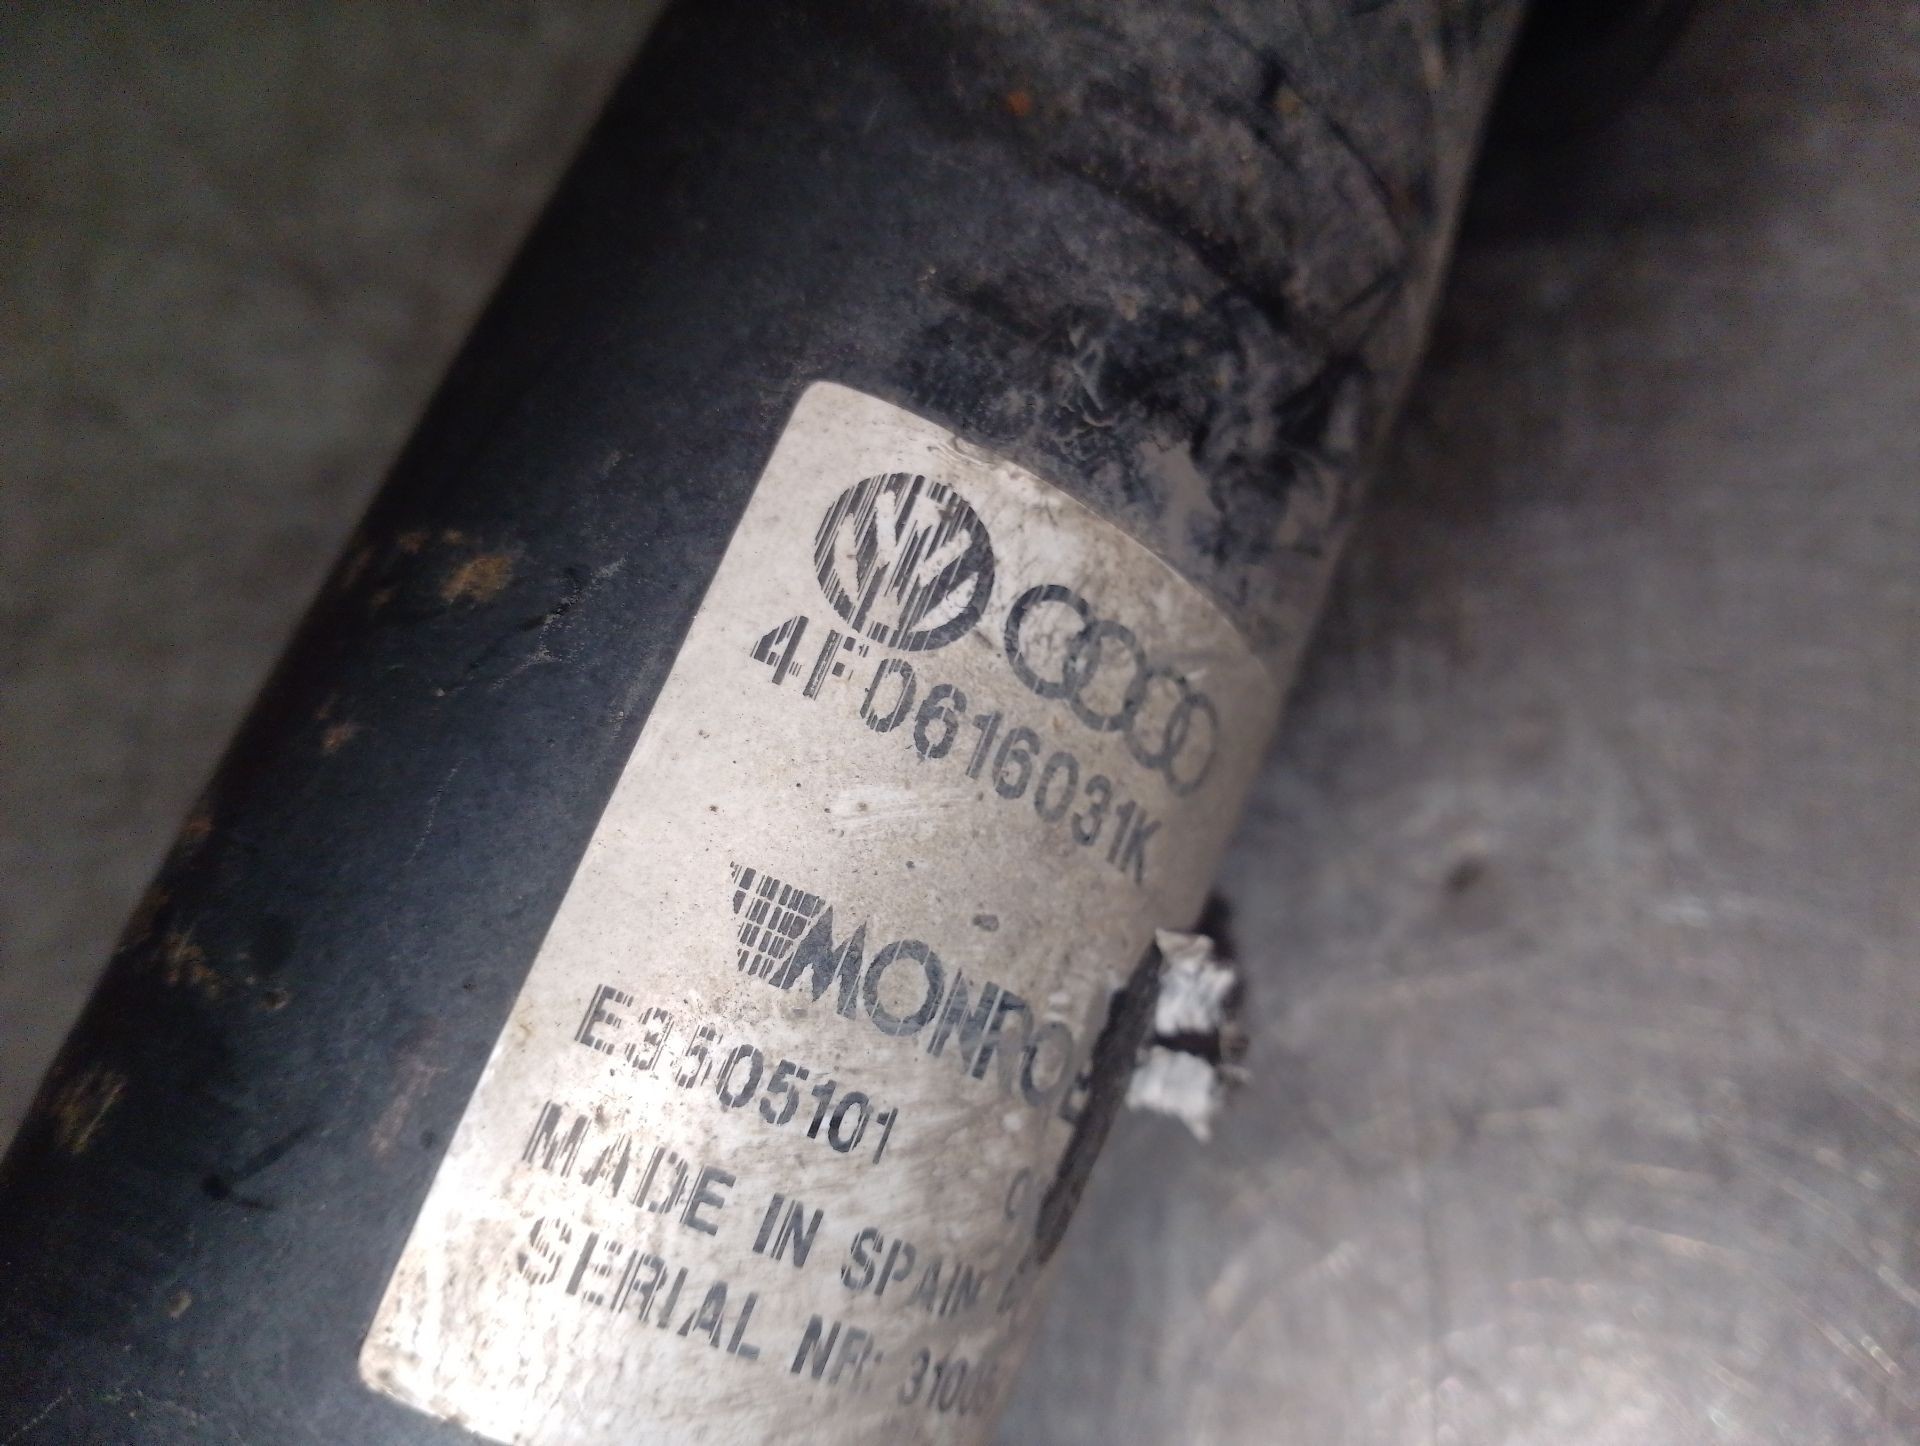 4F0616031K
MONROE
E3505101
MADE IN SPAIN
SERIAL NR: